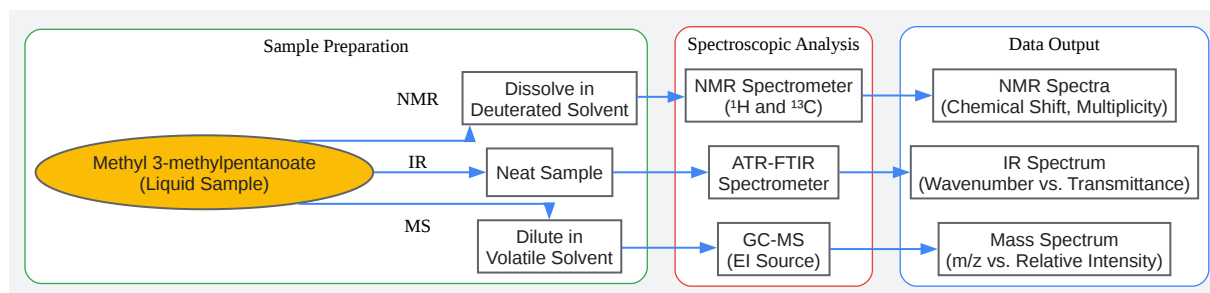 Sample Preparation
Spectroscopic Analysis
Data Output
NMR
Dissolve in
Deuterated Solvent
NMR Spectrometer
(¹H and ¹³C)
NMR Spectra
(Chemical Shift, Multiplicity)
Methyl 3-methylpentanoate
(Liquid Sample)
IR
Neat Sample
ATR-FTIR
Spectrometer
IR Spectrum
(Wavenumber vs. Transmittance)
MS
Dilute in
Volatile Solvent
GC-MS
(EI Source)
Mass Spectrum
(m/z vs. Relative Intensity)